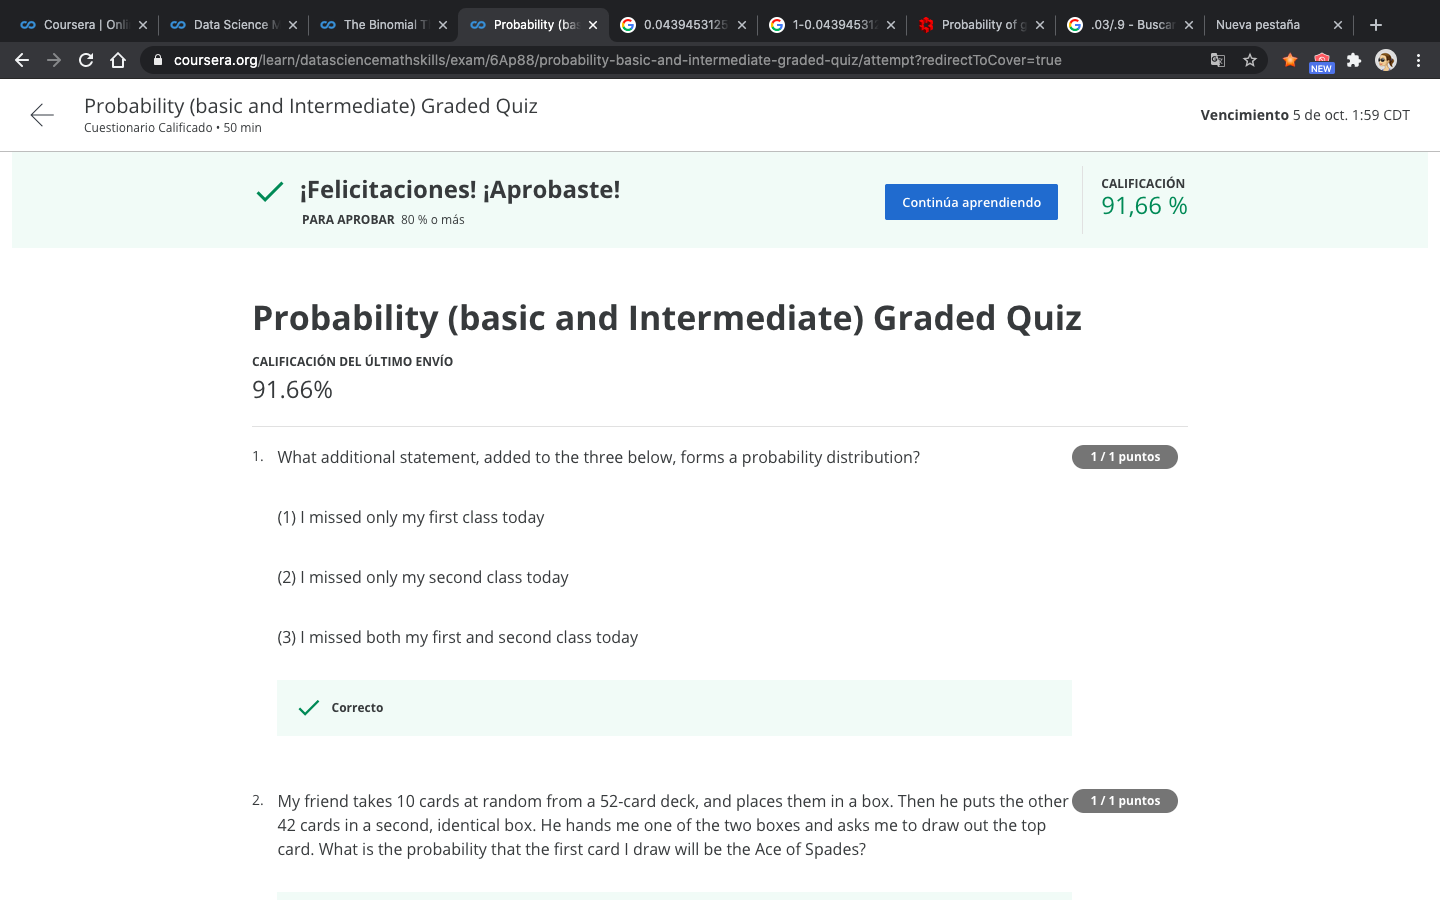 Coursera | Onli
Data Science M
The Binomial T
Probability (bas
0.0439453125
1-0.043945312
Probability of g
.03/.9 - Buscar
Nueva pestaña
coursera.org/learn/datasciencemathskills/exam/6Ap88/probability-basic-and-intermediate-graded-quiz/attempt?redirectToCover=true
NEW
Probability (basic and Intermediate) Graded Quiz
Cuestionario Calificado • 50 min
Vencimiento 5 de oct. 1:59 CDT
¡Felicitaciones! ¡Aprobaste!
PARA APROBAR 80 % o más
Continúa aprendiendo
CALIFICACIÓN
91,66 %
Probability (basic and Intermediate) Graded Quiz
CALIFICACIÓN DEL ÚLTIMO ENVÍO
91.66%
1. What additional statement, added to the three below, forms a probability distribution?
1 / 1 puntos
(1) I missed only my first class today
(2) I missed only my second class today
(3) I missed both my first and second class today
Correcto
2. My friend takes 10 cards at random from a 52-card deck, and places them in a box. Then he puts the other
1 / 1 puntos
42 cards in a second, identical box. He hands me one of the two boxes and asks me to draw out the top
card. What is the probability that the first card I draw will be the Ace of Spades?